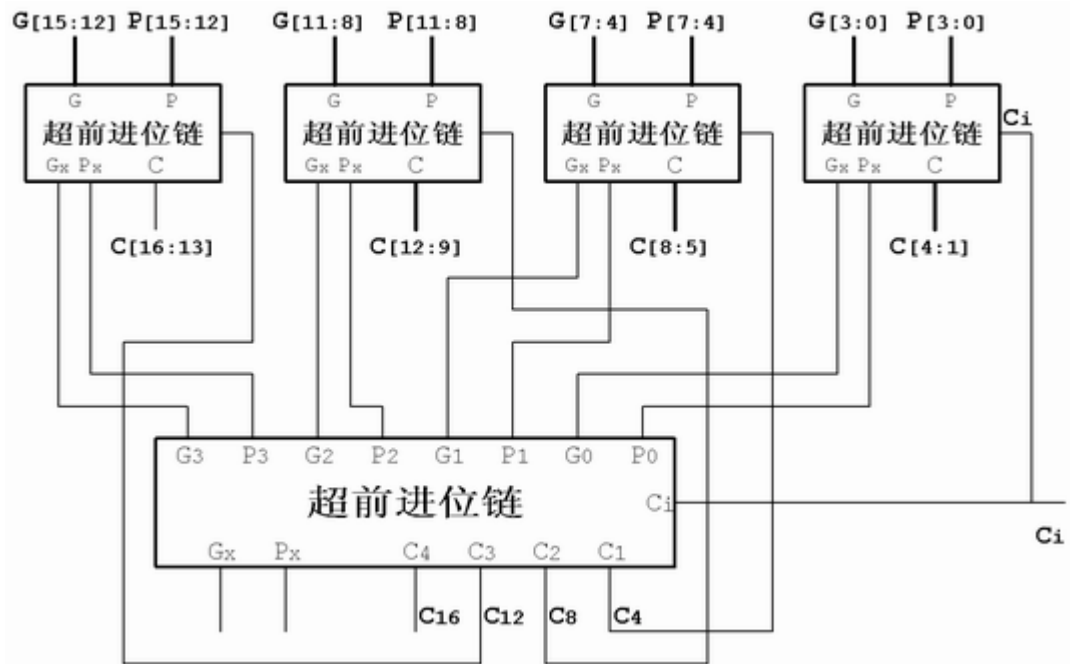 G[15:12] P[15:12] G[11:8] P[11:8] G[7:4] P[7:4] G[3:0] P[3:0]
G P G P G P G P
Ci
超前进位链 超前进位链 超前进位链 超前进位链
Gx Px C Gx Px C Gx Px C Gx Px C
C[16:13] C[12:9] C[8:5] C[4:1]
G3 P3 G2 P2 G1 P1 G0 P0
超前进位链
Ci
Ci
Gx Px C4 C3 C2 C1
C16 C12 C8 C4